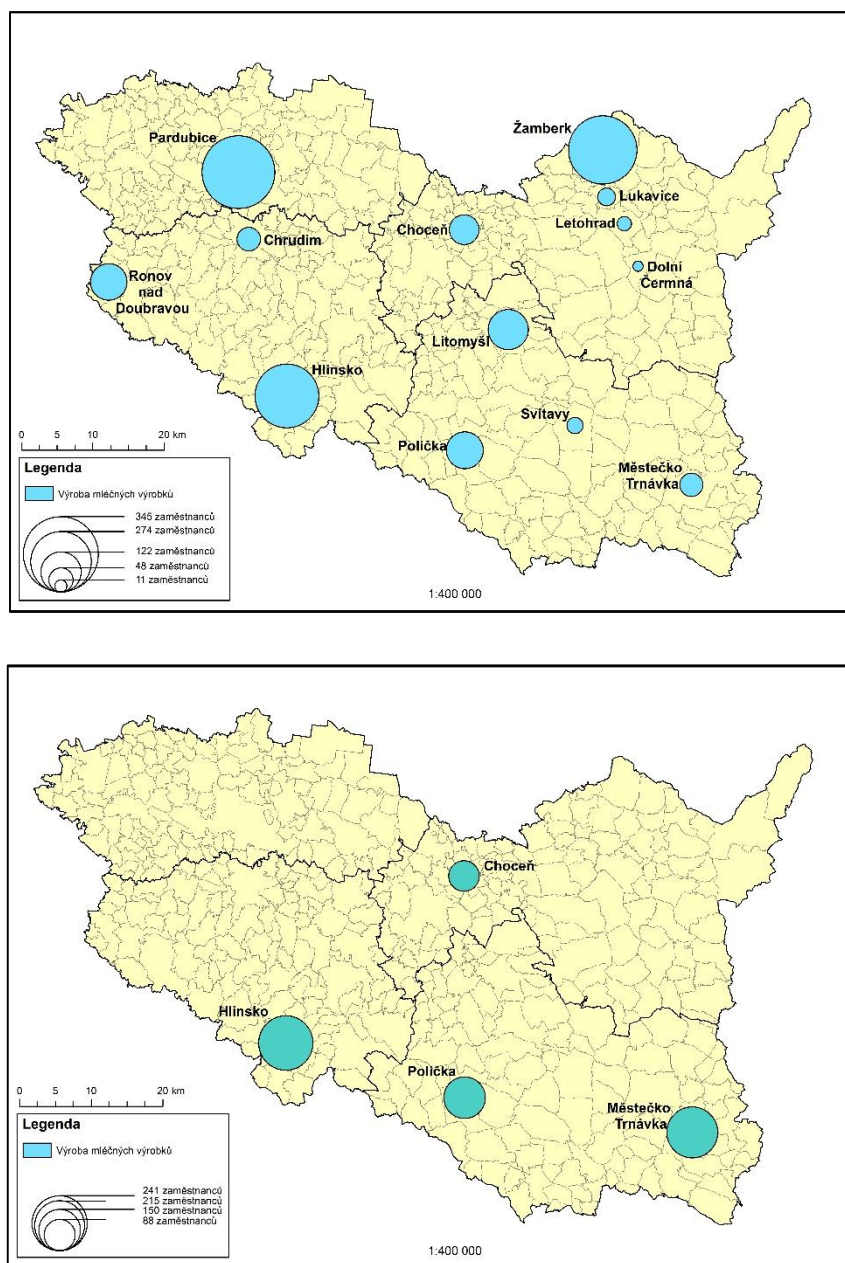 Pardubice
Žamberk
Lukavice
Letohrad
Choceň
Chrudim
Dolní
Čermná
Ronov
nad
Doubravou
Litomyšl
Hlinsko
Svitavy
Polička
Městečko
Trnávka
0 5 10 20 km
Legenda
Výroba mléčných výrobků
345 zaměstnanců
274 zaměstnanců
122 zaměstnanců
48 zaměstnanců
11 zaměstnanců
1:400 000
Choceň
Hlinsko
Polička
Městečko
Trnávka
0 5 10 20 km
Legenda
Výroba mléčných výrobků
241 zaměstnanců
215 zaměstnanců
150 zaměstnanců
88 zaměstnanců
1:400 000